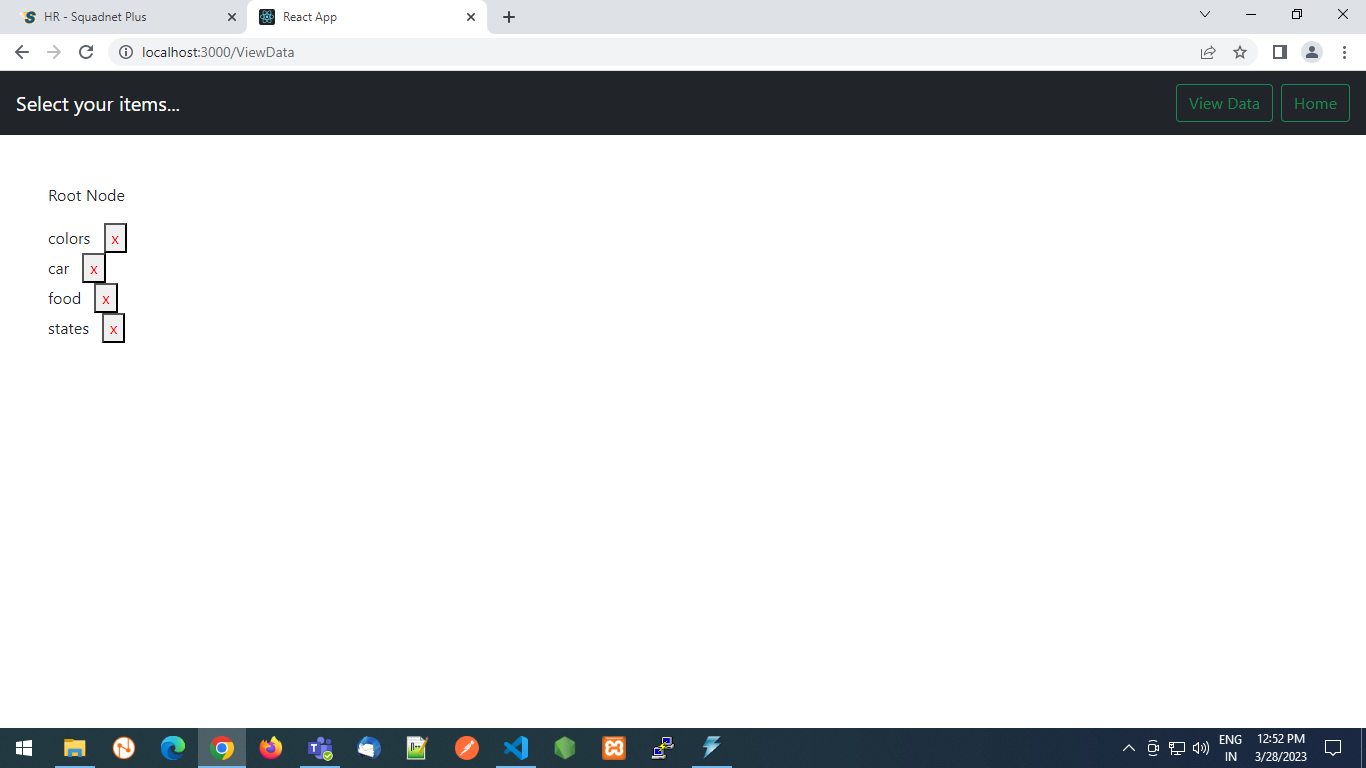 HR - Squadnet Plus
React App
localhost:3000/ViewData
Select your items...
View Data
Home
Root Node
colors x
car x
food x
states x
ENG
IN
12:52 PM
3/28/2023